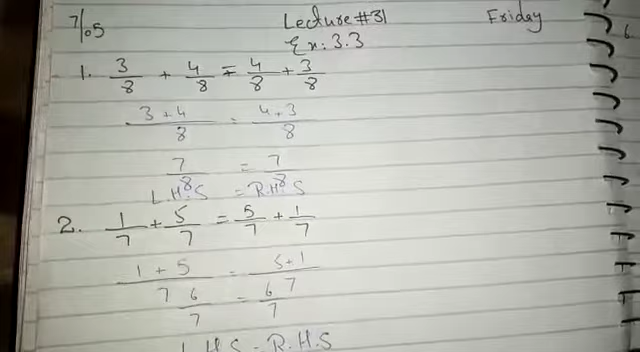 7/05 Lecture #31 Friday
Ex: 3.3
1. 3/8 + 4/8 = 4/8 + 3/8
3+4/8 = 4+3/8
7/8 = 7/8
L.H.S = R.H.S
2. 1/7 + 5/7 = 5/7 + 1/7
1+5/7 = 5+1/7
6/7 = 6/7
L.H.S = R.H.S